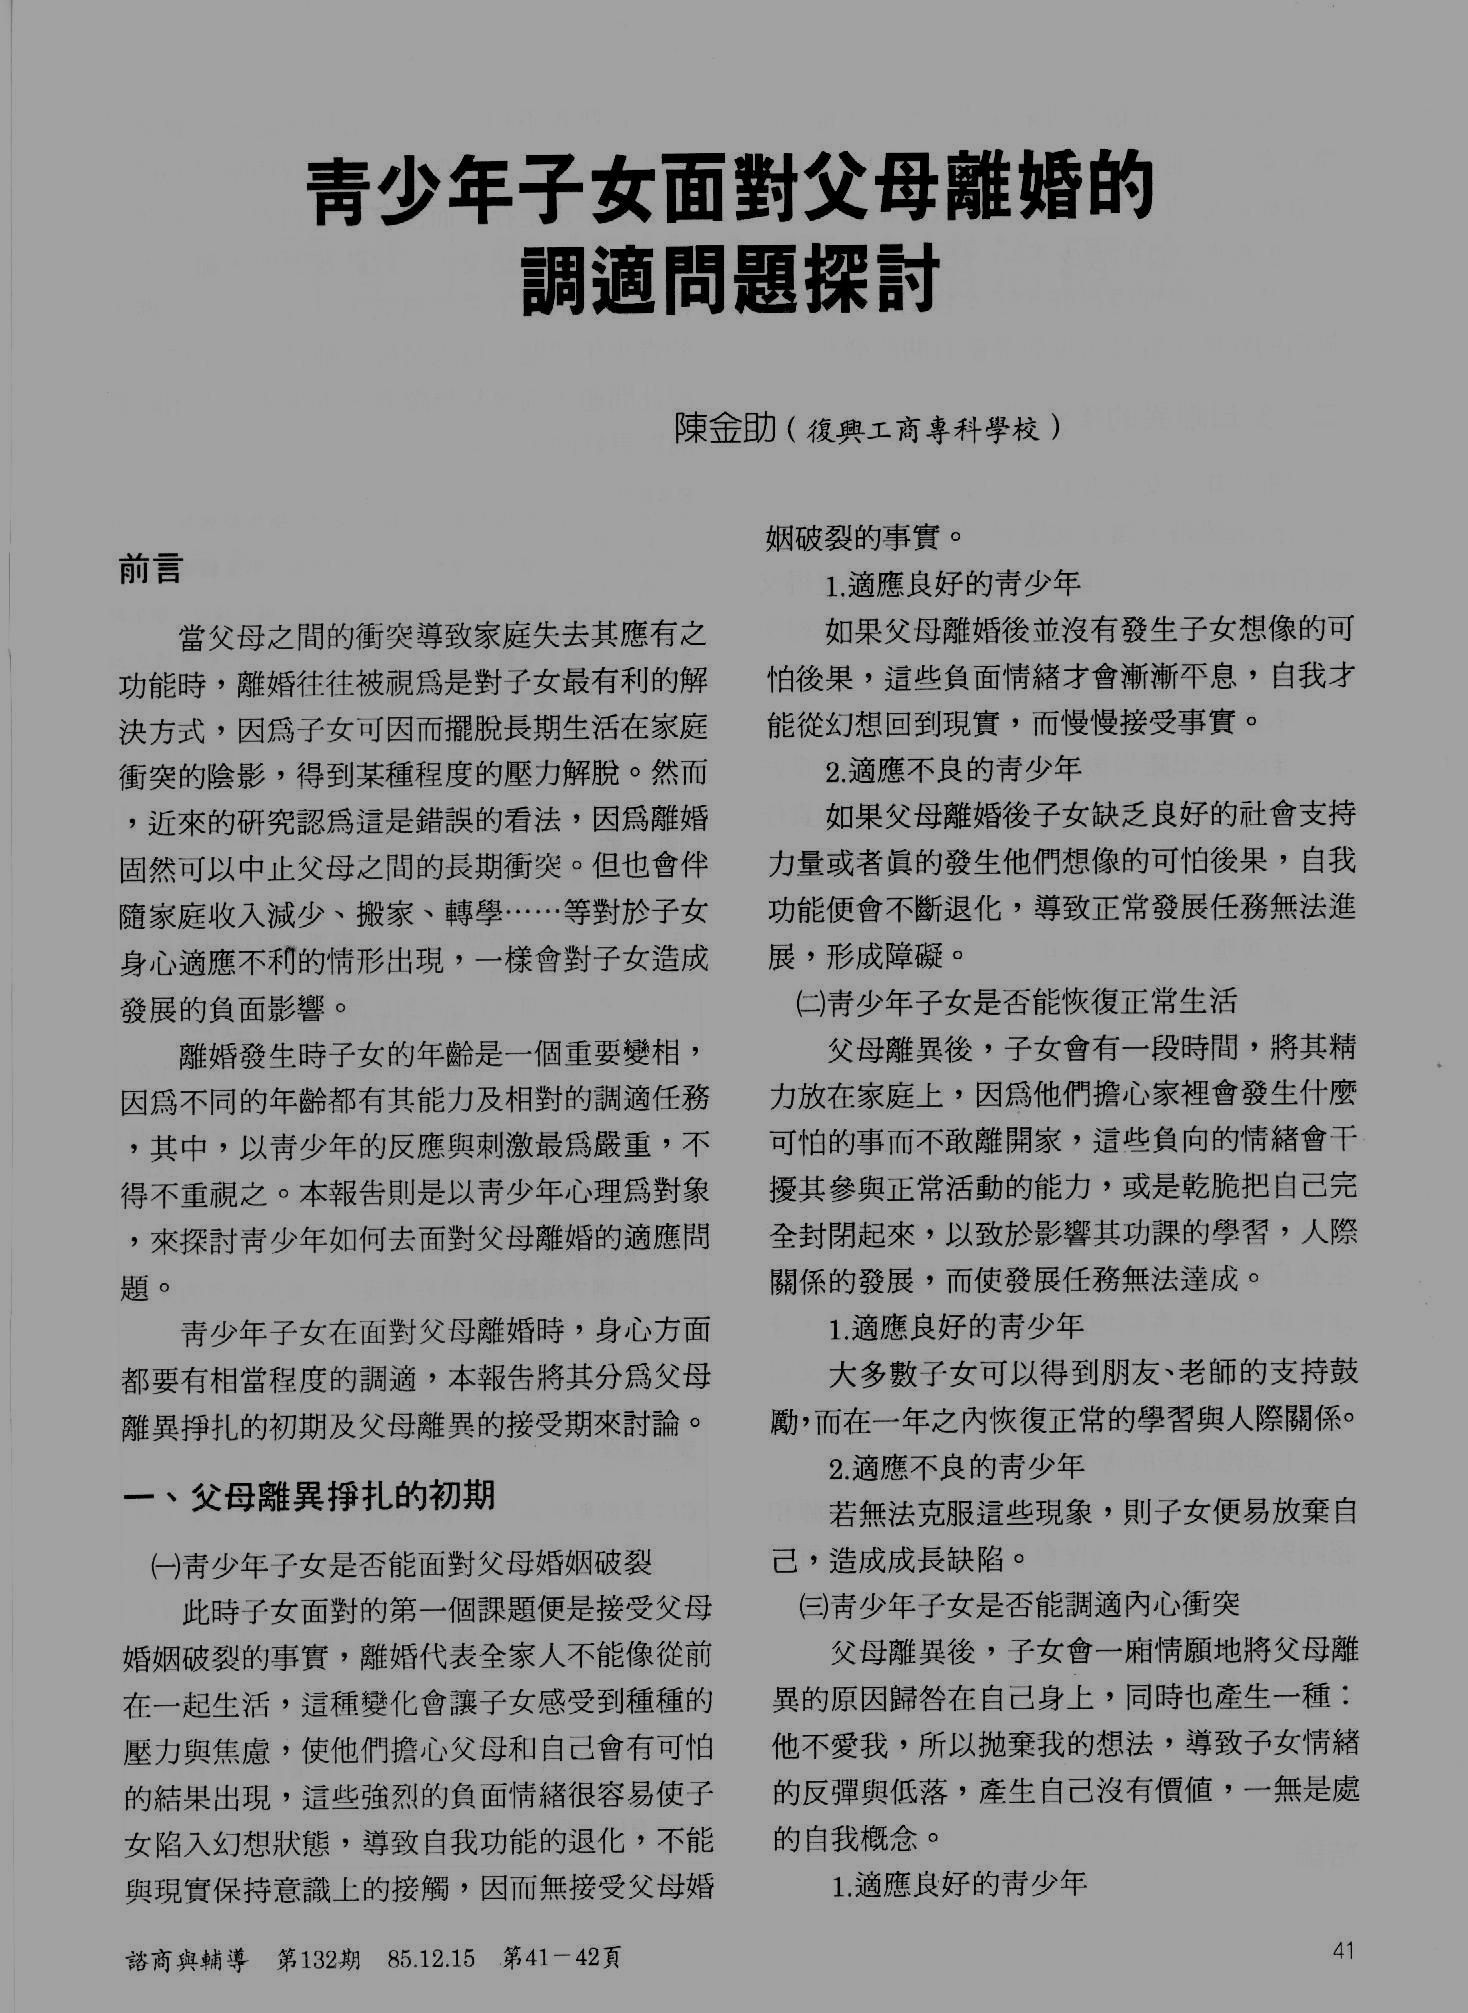 靑少年子女面對父母離婚的
調適問題探討
陳金助(復興工商專科學校)
前言
當父母之間的衝突導致家庭失去其應有之
功能時，離婚往往被視爲是對子女最有利的解
決方式，因爲子女可因而擺脫長期生活在家庭
衝突的陰影，得到某種程度的壓力解脫。然而
，近來的硏究認爲這是錯誤的看法，因爲離婚
固然可以中止父母之間的長期衝突。但也會伴
隨家庭收入減少、搬家、轉學……等對於子女
身心適應不利的情形出現，一樣會對子女造成
發展的負面影響。
離婚發生時子女的年齡是一個重要變相，
因爲不同的年齡都有其能力及相對的調適任務
，其中，以靑少年的反應與刺激最爲嚴重，不
得不重視之。本報告則是以靑少年心理爲對象
，來探討靑少年如何去面對父母離婚的適應問
題。
靑少年子女在面對父母離婚時，身心方面
都要有相當程度的調適，本報告將其分爲父母
離異掙扎的初期及父母離異的接受期來討論。
一、父母離異掙扎的初期
㈠靑少年子女是否能面對父母婚姻破裂
此時子女面對的第一個課題便是接受父母
婚姻破裂的事實，離婚代表全家人不能像從前
在一起生活，這種變化會讓子女感受到種種的
壓力與焦慮，使他們擔心父母和自己會有可怕
的結果出現，這些強烈的負面情緖很容易使子
女陷入幻想狀態，導致自我功能的退化，不能
與現實保持意識上的接觸，因而無接受父母婚
姻破裂的事實。
1.適應良好的靑少年
如果父母離婚後並沒有發生子女想像的可
怕後果，這些負面情緖才會漸漸平息，自我才
能從幻想回到現實，而慢慢接受事實。
2.適應不良的靑少年
如果父母離婚後子女缺乏良好的社會支持
力量或者眞的發生他們想像的可怕後果，自我
功能便會不斷退化，導致正常發展任務無法進
展，形成障礙。
㈡靑少年子女是否能恢復正常生活
父母離異後，子女會有一段時間，將其精
力放在家庭上，因爲他們擔心家裡會發生什麼
可怕的事而不敢離開家，這些負向的情緖會干
擾其參與正常活動的能力，或是乾脆把自己完
全封閉起來，以致於影響其功課的學習，人際
關係的發展，而使發展任務無法達成。
1.適應良好的靑少年
大多數子女可以得到朋友、老師的支持鼓
勵，而在一年之內恢復正常的學習與人際關係。
2.適應不良的靑少年
若無法克服這些現象，則子女便易放棄自
己，造成成長缺陷。
㈢靑少年子女是否能調適內心衝突
父母離異後，子女會一廂情願地將父母離
異的原因歸咎在自己身上，同時也產生一種：
他不愛我，所以拋棄我的想法，導致子女情緖
的反彈與低落，產生自己沒有價値，一無是處
的自我槪念。
1.適應良好的靑少年
諮商與輔導 第132期 85.12.15 第41－42頁
41